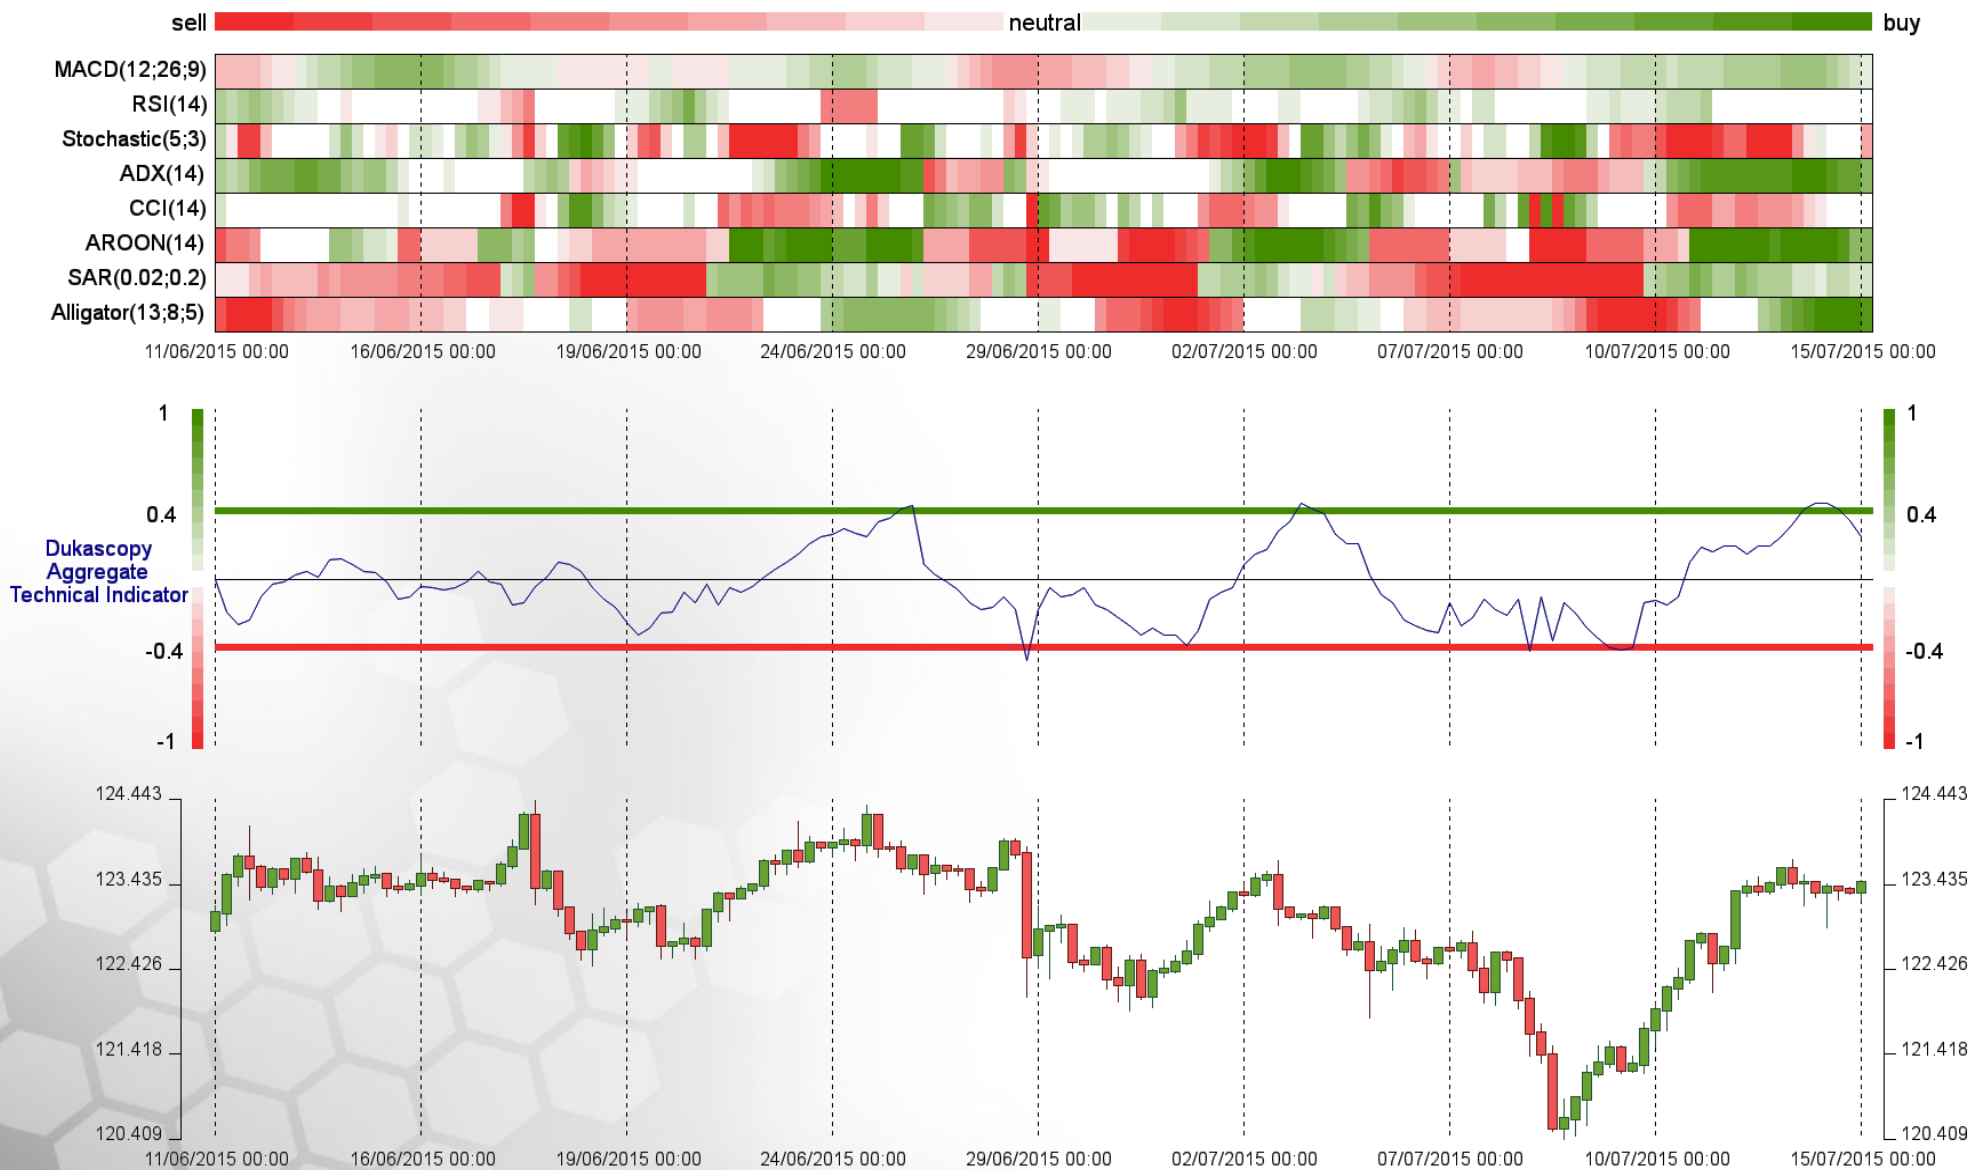 sell neutral buy
MACD(12;26;9)
RSI(14)
Stochastic(5;3)
ADX(14)
CCI(14)
AROON(14)
SAR(0.02;0.2)
Alligator(13;8;5)
11/06/2015 00:00 16/06/2015 00:00 19/06/2015 00:00 24/06/2015 00:00 29/06/2015 00:00 02/07/2015 00:00 07/07/2015 00:00 10/07/2015 00:00 15/07/2015 00:00
1 1
0.4 0.4
Dukascopy
Aggregate
Technical Indicator
-0.4 -0.4
-1 -1
124.443 124.443
123.435 123.435
122.426 122.426
121.418 121.418
120.409 120.409
11/06/2015 00:00 16/06/2015 00:00 19/06/2015 00:00 24/06/2015 00:00 29/06/2015 00:00 02/07/2015 00:00 07/07/2015 00:00 10/07/2015 00:00 15/07/2015 00:00